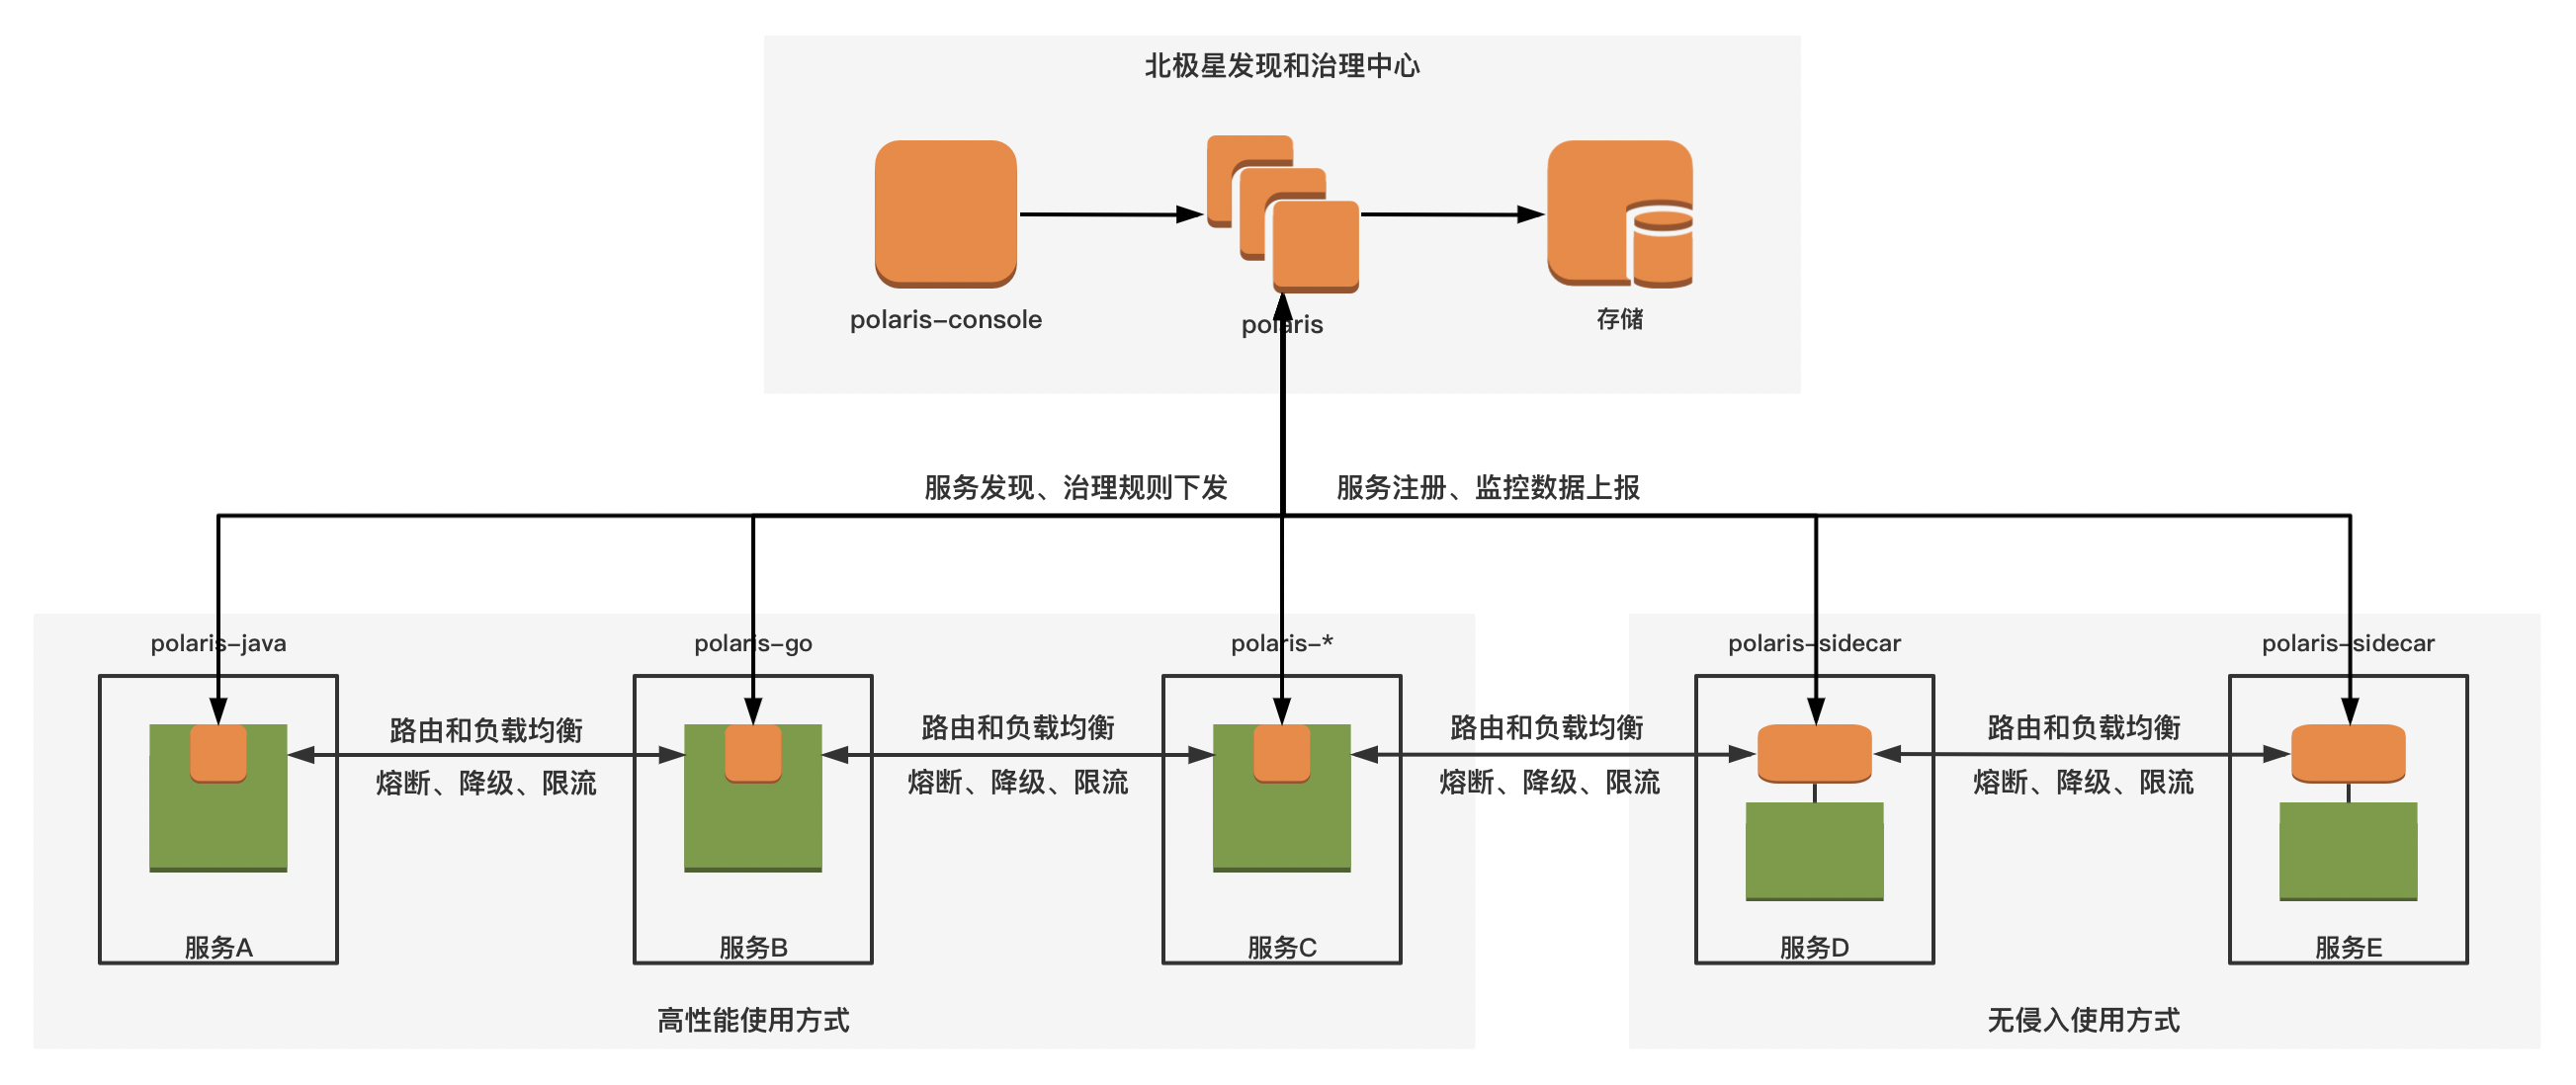 北极星发现和治理中心
polaris-console
polaris
存储
服务发现、治理规则下发
服务注册、监控数据上报
polaris-java
polaris-go
polaris-*
polaris-sidecar
polaris-sidecar
路由和负载均衡
路由和负载均衡
路由和负载均衡
路由和负载均衡
熔断、降级、限流
熔断、降级、限流
熔断、降级、限流
熔断、降级、限流
服务A
服务B
服务C
服务D
服务E
高性能使用方式
无侵入使用方式